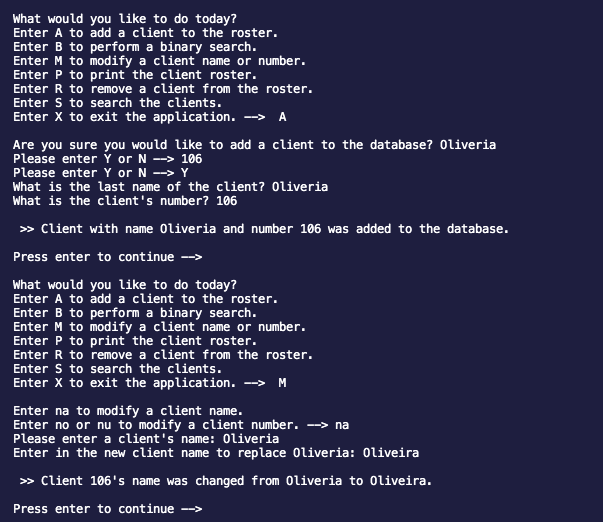 What would you like to do today?
Enter A to add a client to the roster.
Enter B to perform a binary search.
Enter M to modify a client name or number.
Enter P to print the client roster.
Enter R to remove a client from the roster.
Enter S to search the clients.
Enter X to exit the application. -->  A
Are you sure you would like to add a client to the database? Oliveria
Please enter Y or N --> 106
Please enter Y or N --> Y
What is the last name of the client? Oliveria
What is the client's number? 106
>> Client with name Oliveria and number 106 was added to the database.
Press enter to continue -->
What would you like to do today?
Enter A to add a client to the roster.
Enter B to perform a binary search.
Enter M to modify a client name or number.
Enter P to print the client roster.
Enter R to remove a client from the roster.
Enter S to search the clients.
Enter X to exit the application. -->  M
Enter na to modify a client name.
Enter no or nu to modify a client number. --> na
Please enter a client's name: Oliveria
Enter in the new client name to replace Oliveria: Oliveira
>> Client 106's name was changed from Oliveria to Oliveira.
Press enter to continue -->